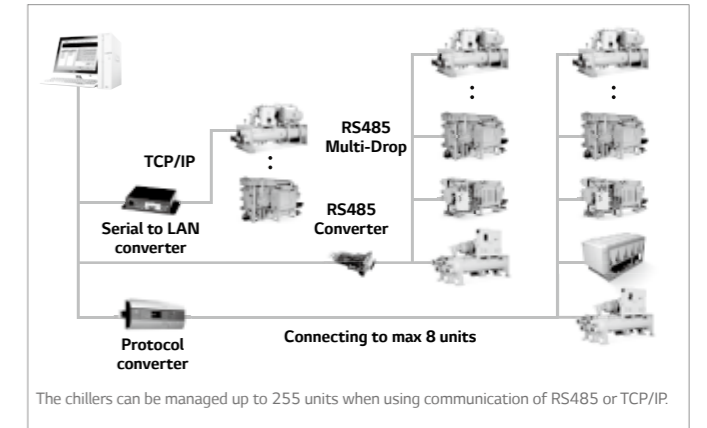 RS485
Multi-Drop
TCP/IP
Serial to LAN
converter
RS485
Converter
Protocol
converter
Connecting to max 8 units
The chillers can be managed up to 255 units when using communication of RS485 or TCP/IP.